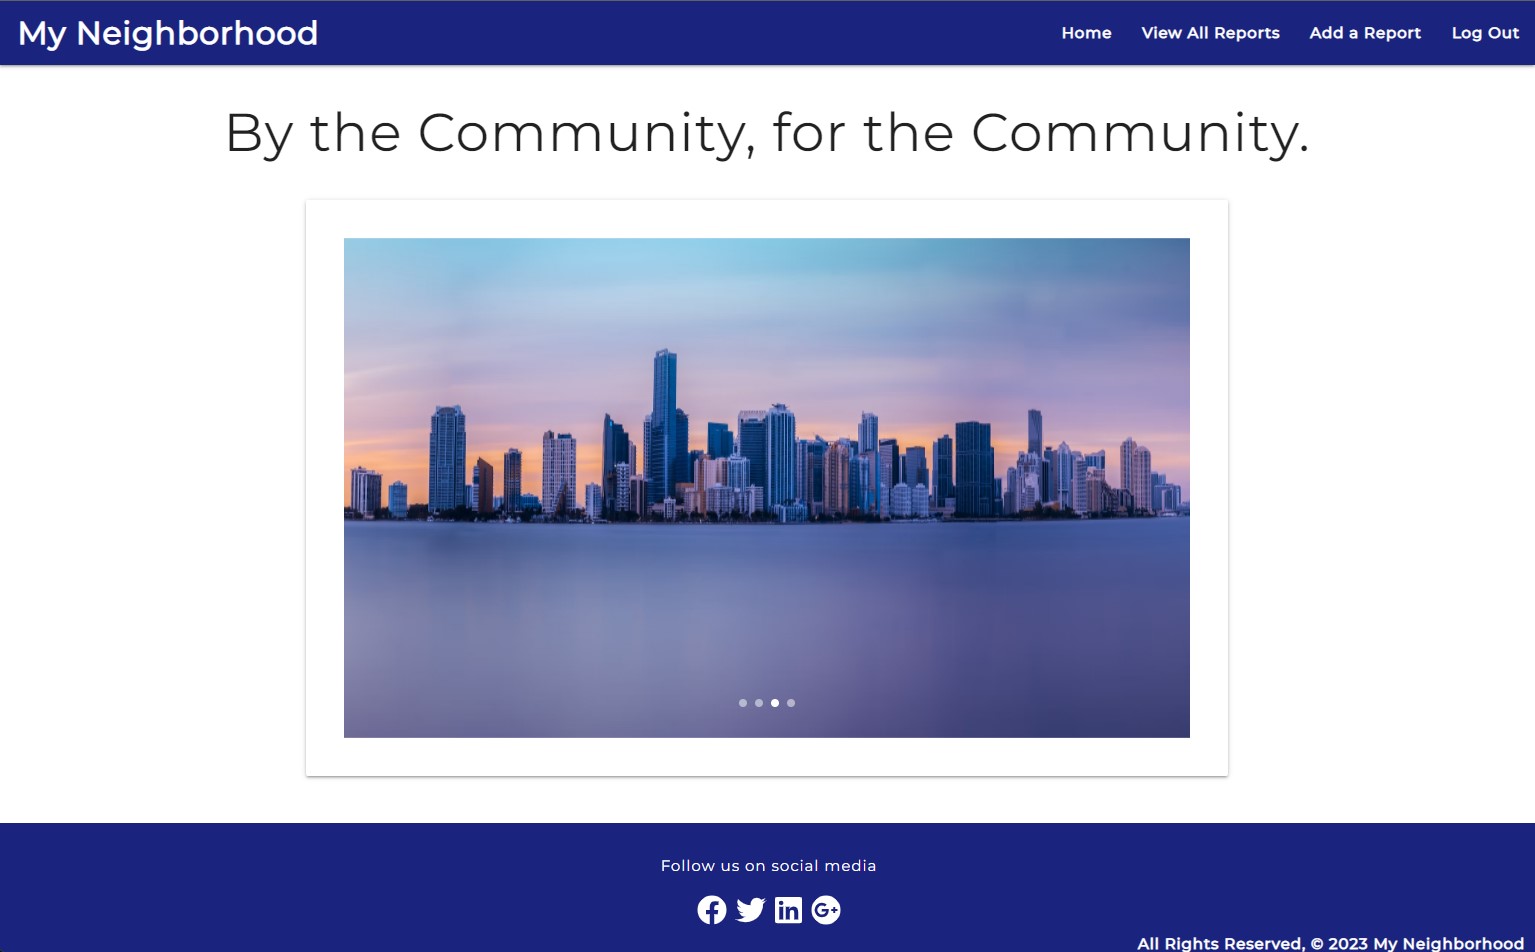 My Neighborhood
Home View All Reports Add a Report Log Out
By the Community, for the Community.
Follow us on social media
All Rights Reserved, © 2023 My Neighborhood